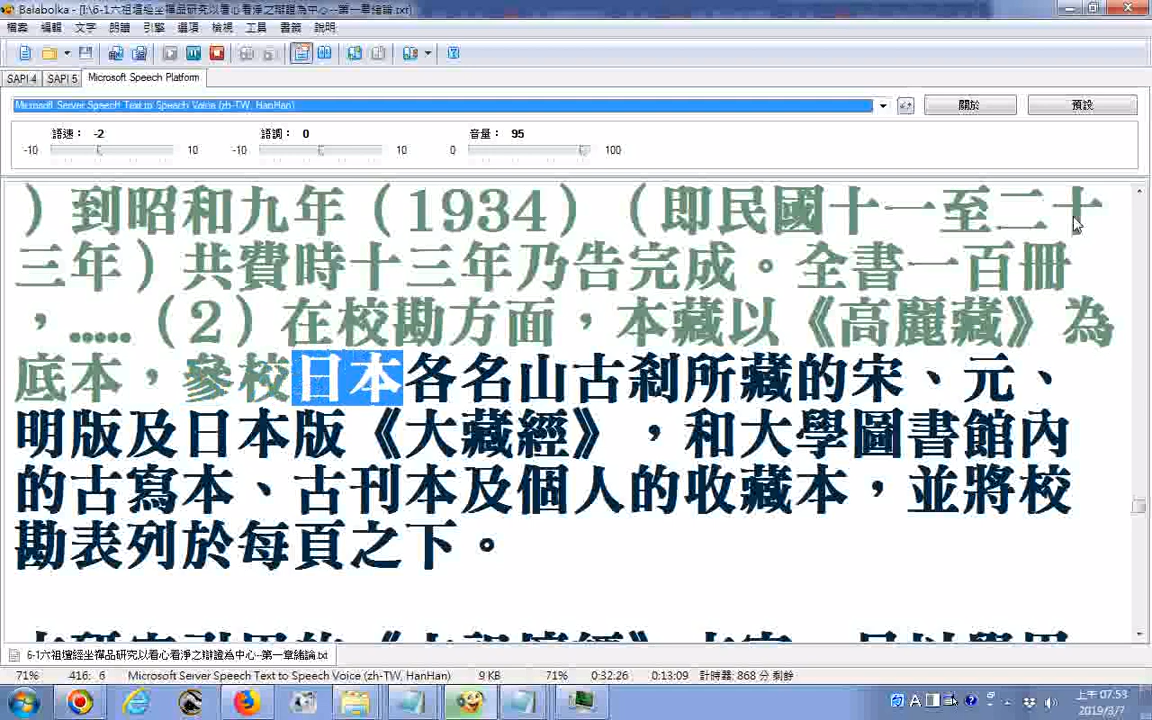 Balabolka - [I:\6-1六祖壇經坐禪品研究以看心看淨之辯證為中心--第一章緒論.txt]
檔案 編輯 文字 朗讀 引擎 選項 檢視 工具 書籤 說明
SAPI 4 SAPI 5 Microsoft Speech Platform
Microsoft Server Speech Text to Speech Voice (zh-TW, HanHan)
關於 預設
語速： -2 語調： 0 音量： 95
-10 10 -10 10 0 100
）到昭和九年（1934）（即民國十一至二十
三年）共費時十三年乃告完成。全書一百冊
，.....（2）在校勘方面，本藏以《高麗藏》為
底本，參校日本各名山古剎所藏的宋、元、
明版及日本版《大藏經》，和大學圖書館內
的古寫本、古刊本及個人的收藏本，並將校
勘表列於每頁之下。
6-1六祖壇經坐禪品研究以看心看淨之辯證為中心--第一章緒論.txt
71% 416: 6 Microsoft Server Speech Text to Speech Voice (zh-TW, HanHan) 9 KB 71% 0:32:26 0:13:09 計時器: 868 分 剩餘
上午 07:53
2019/3/7